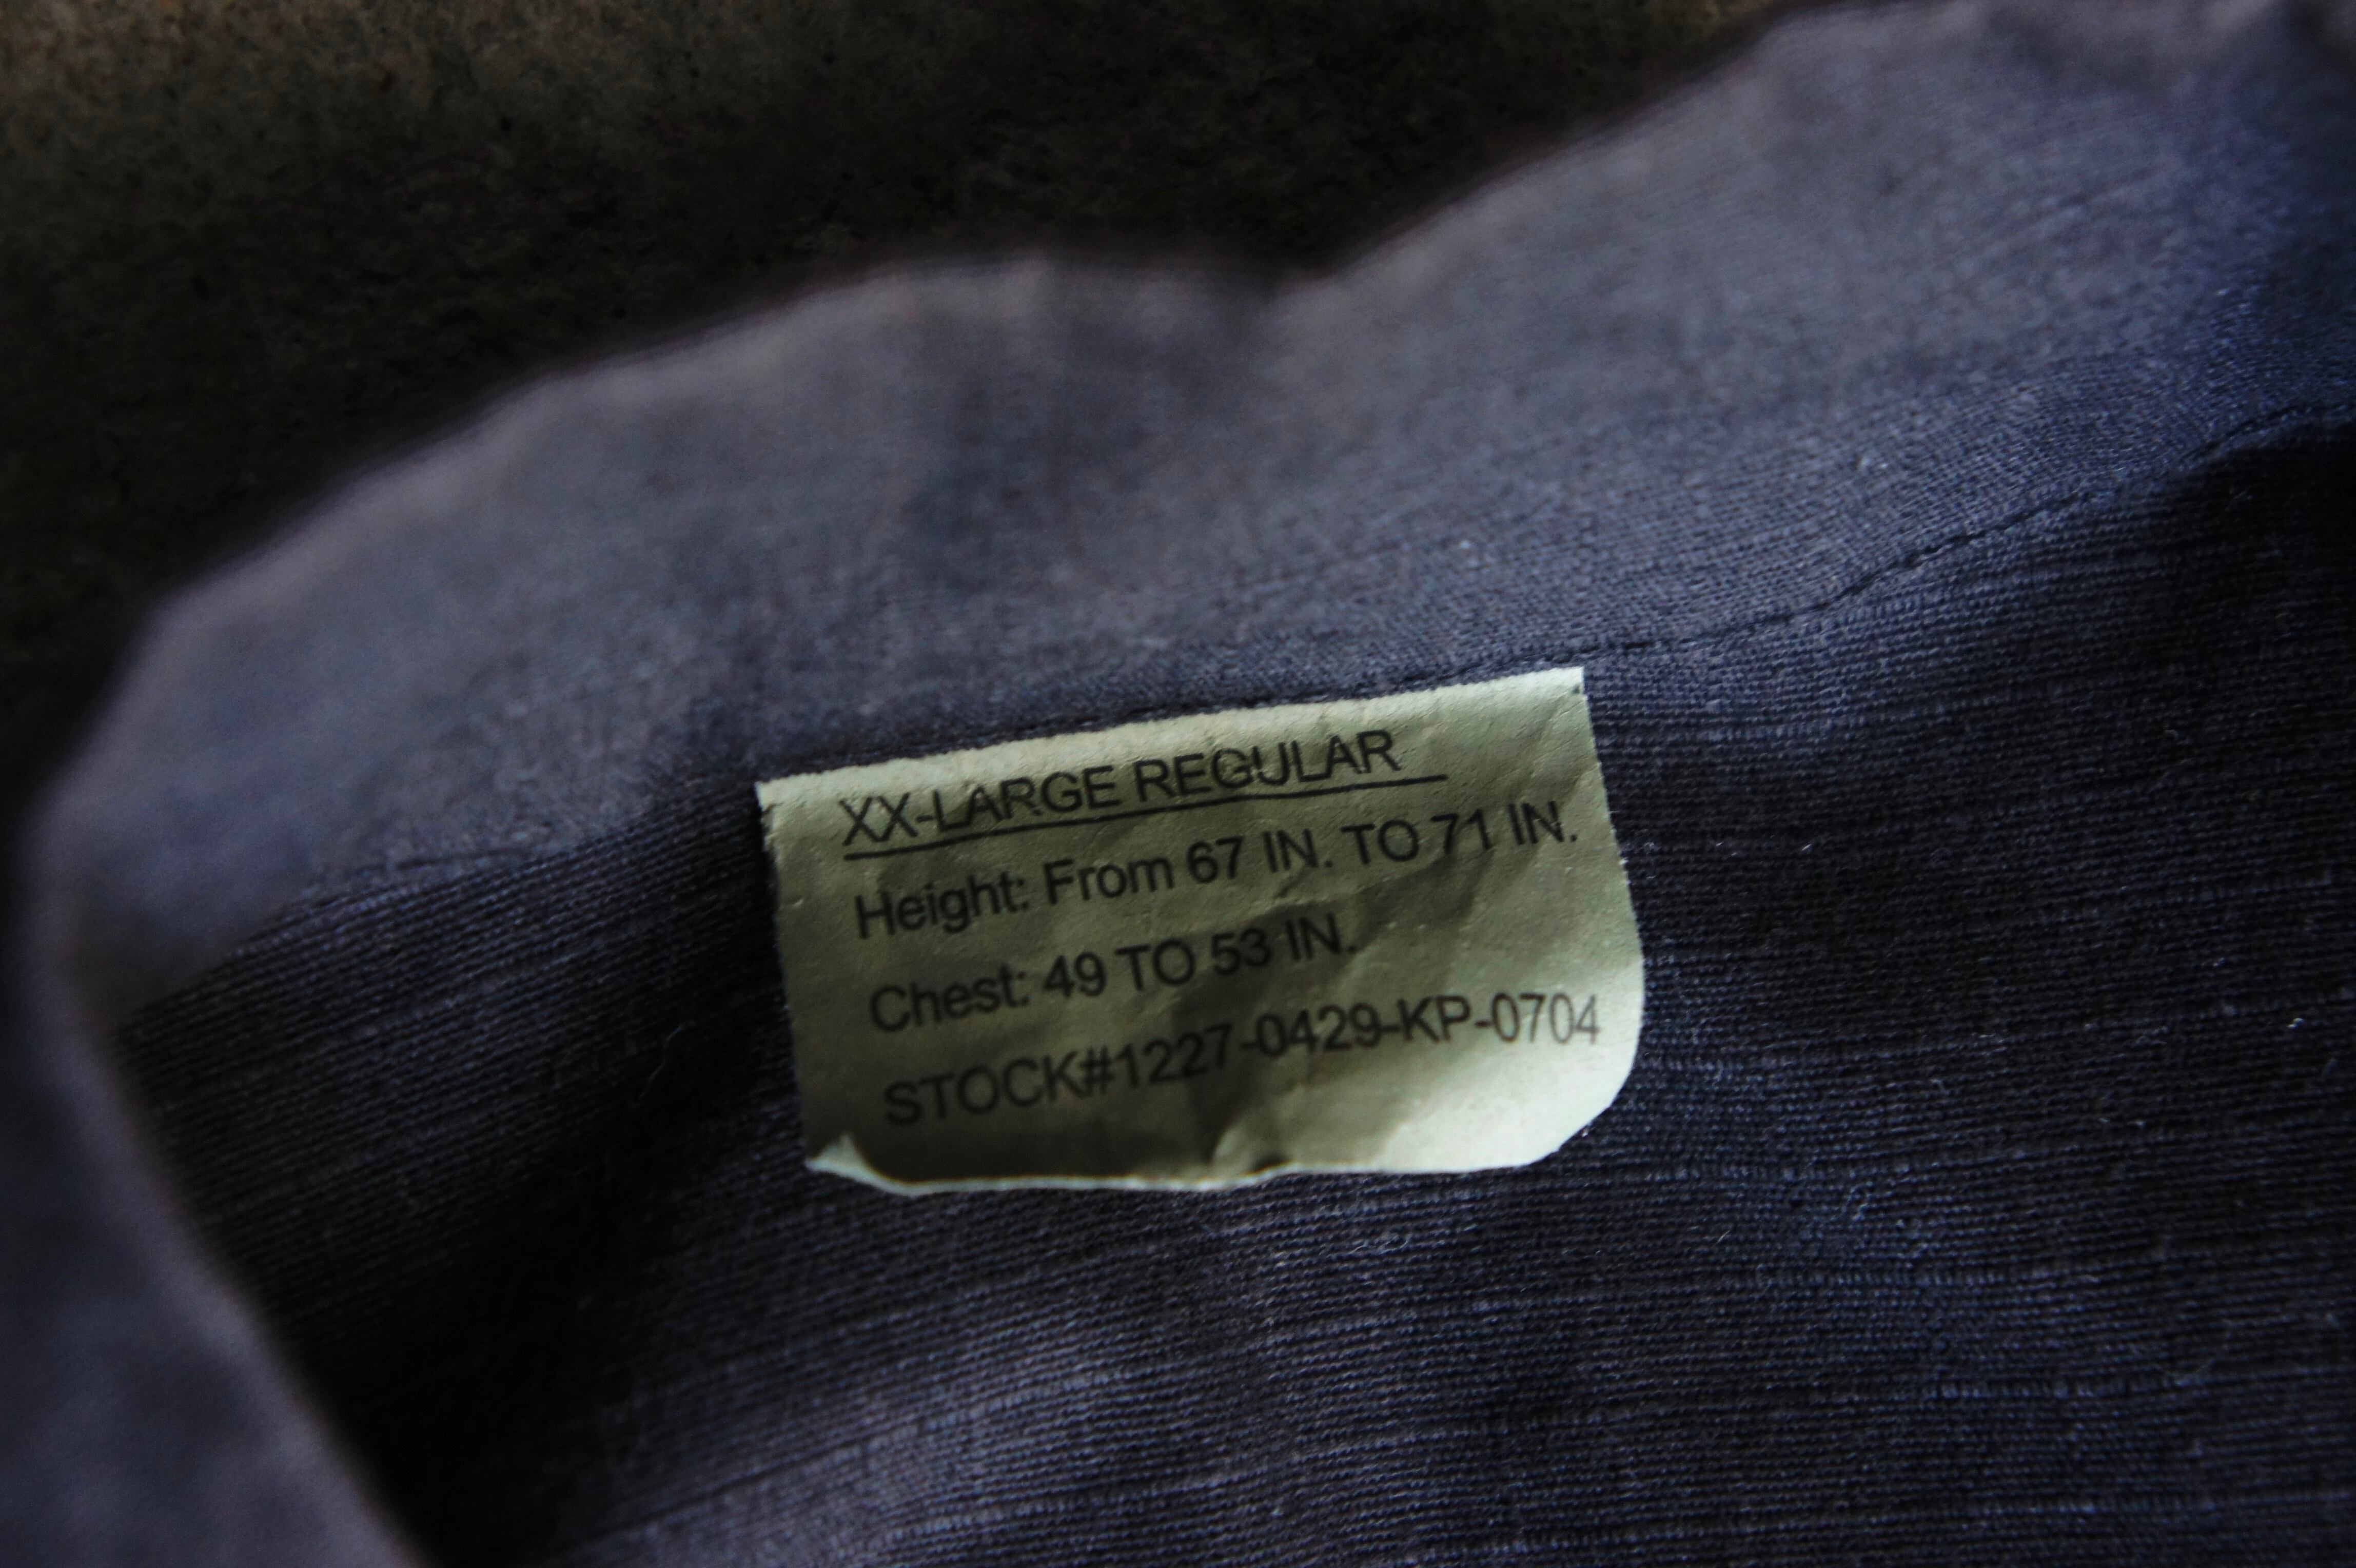 XX-LARGE REGULAR
Height: From 67 IN. TO 71 IN.
Chest: 49 TO 53 IN.
STOCK#1227-0429-KP-0704